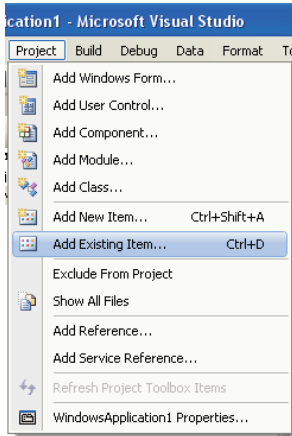 ication1 - Microsoft Visual Studio
Project Build Debug Data Format
Add Windows Form...
Add User Control...
Add Component...
Add Module...
Add Class...
Add New Item... Ctrl+Shift+A
Add Existing Item... Ctrl+D
Exclude From Project
Show All Files
Add Reference...
Add Service Reference...
Refresh Project Toolbox Items
WindowsApplication1 Properties...